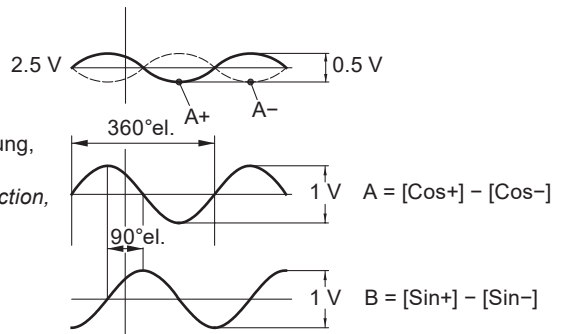 2.5 V
0.5 V
A+
A−
360°el.
ung,
ction,
1 V A = [Cos+] − [Cos−]
90°el.
1 V B = [Sin+] − [Sin−]